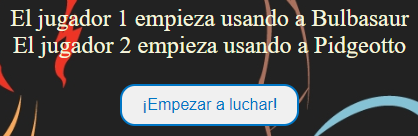 El jugador 1 empieza usando a Bulbasaur
El jugador 2 empieza usando a Pidgeotto
¡Empezar a luchar!